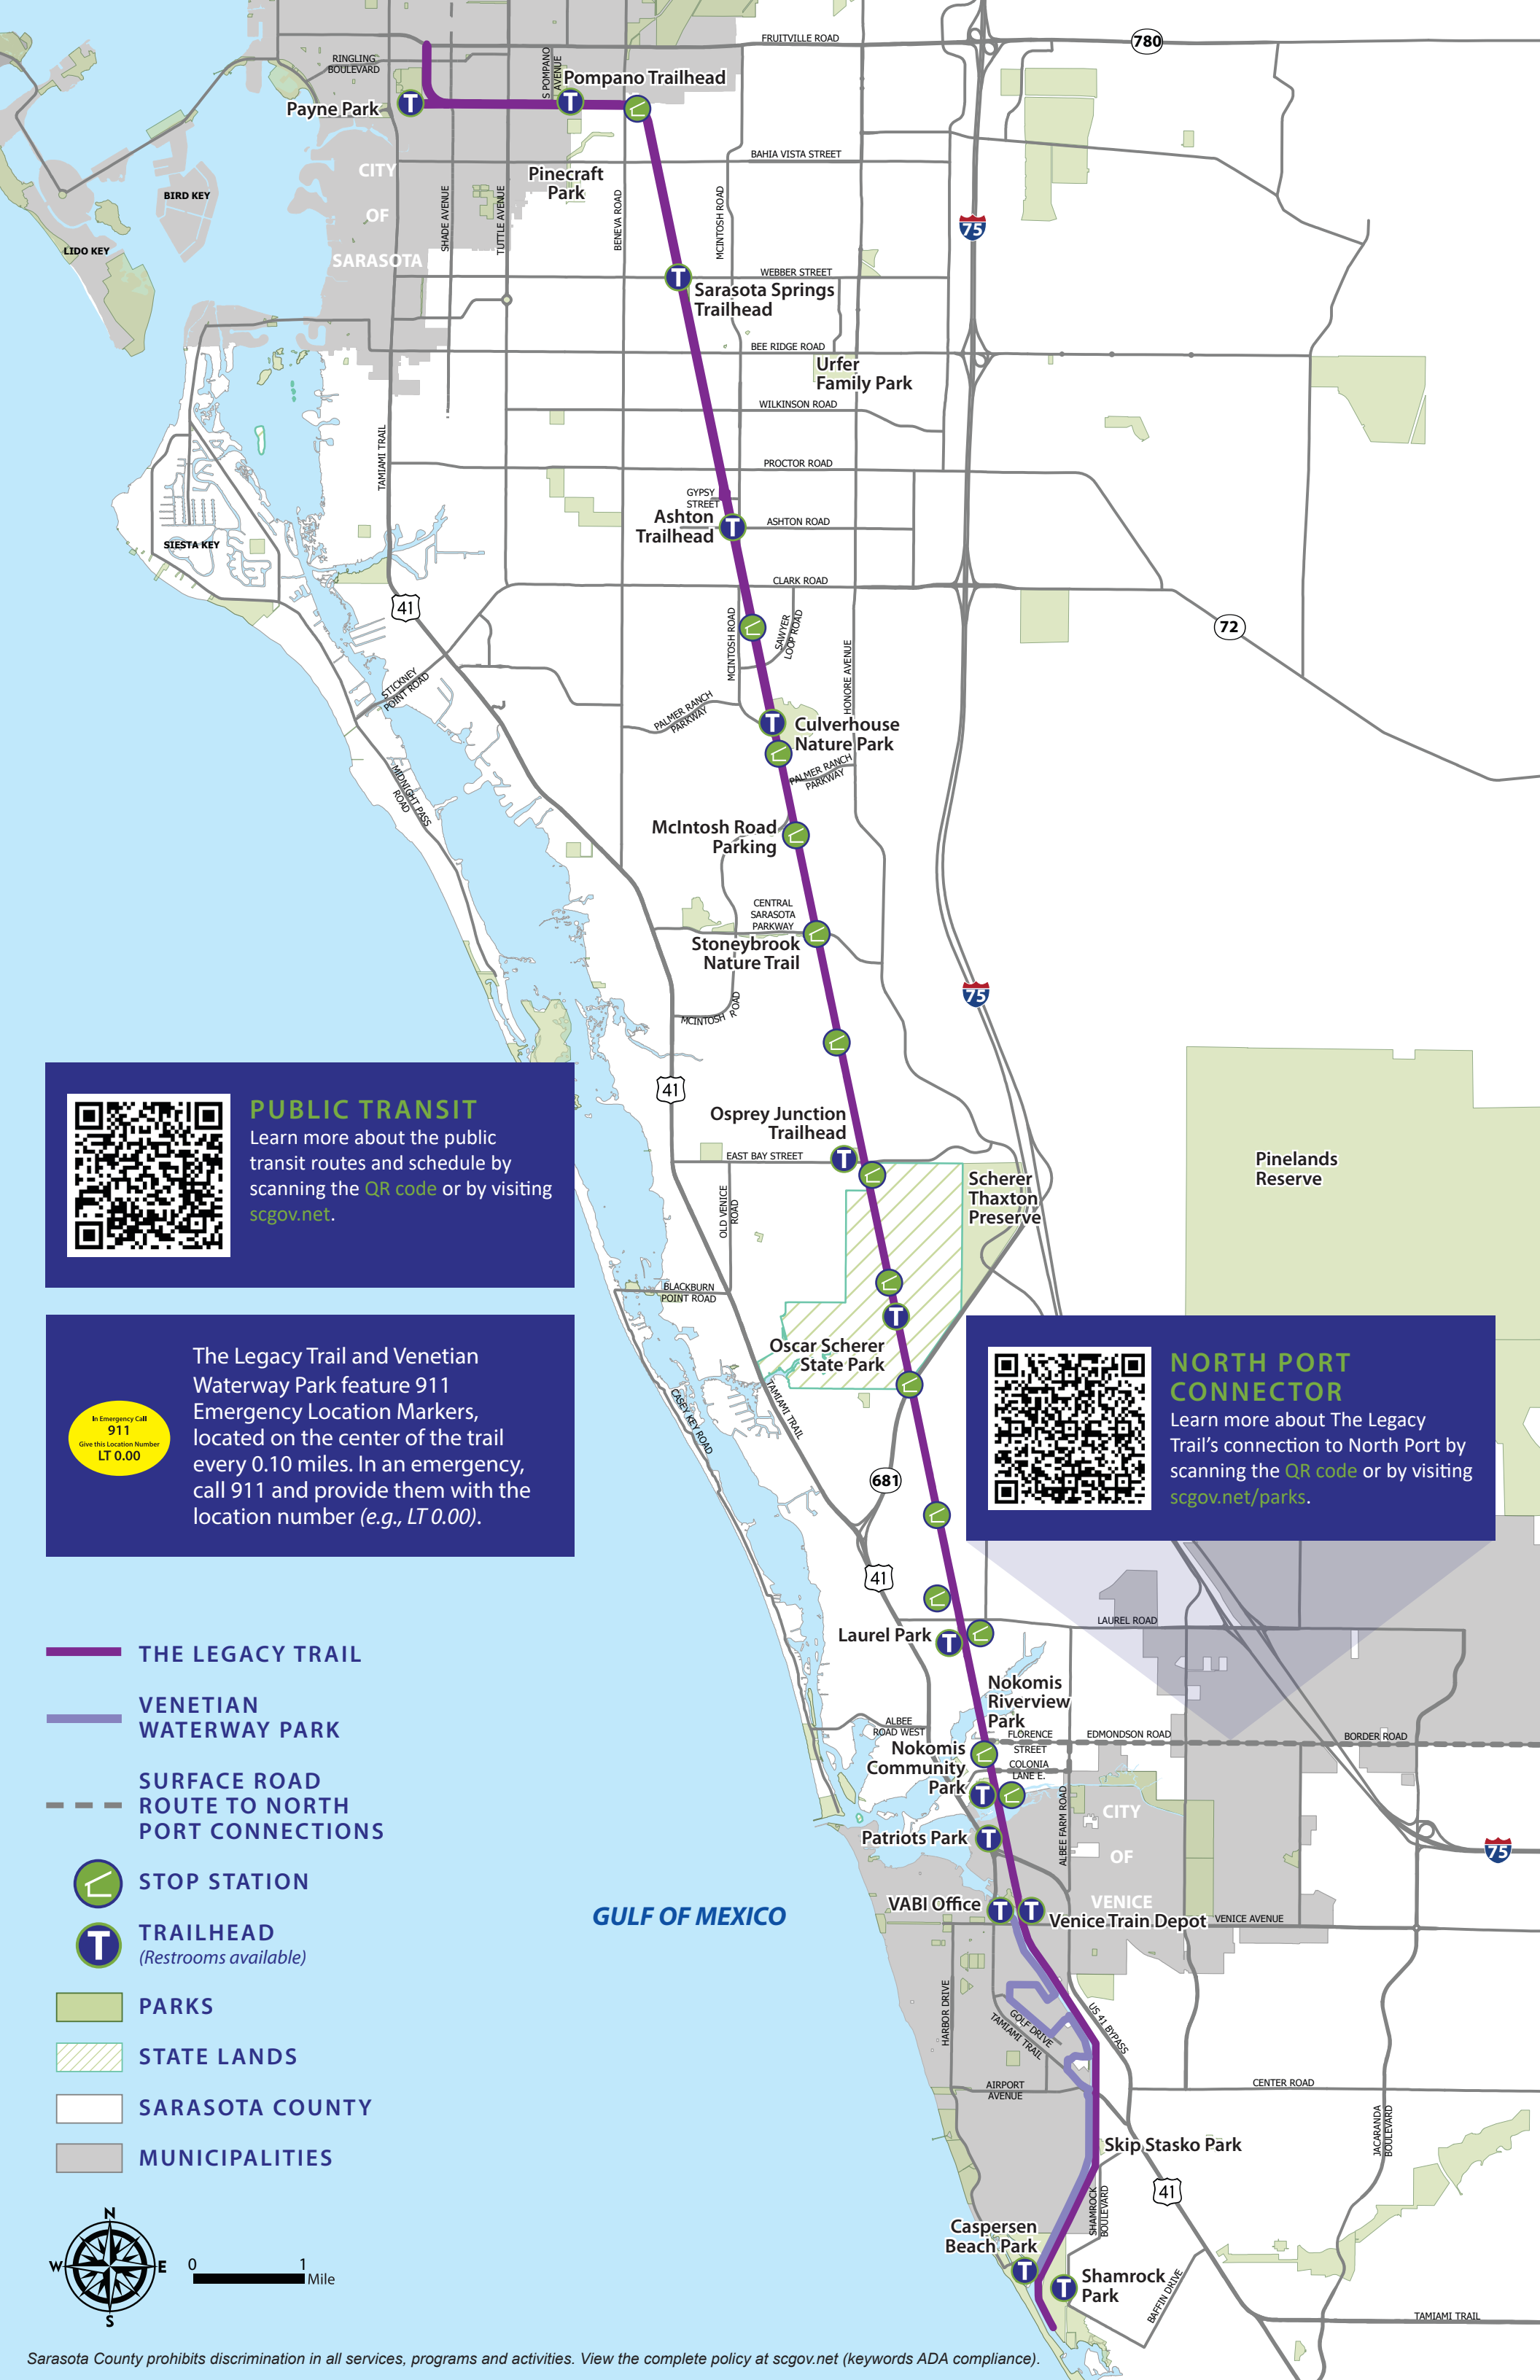 FRUITVILLE ROAD
780
RINGLING
BOULEVARD
S POMPANO
AVENUE
Pompano Trailhead
Payne Park
T
T
BAHIA VISTA STREET
CITY
OF
SARASOTA
Pinecraft
Park
BIRD KEY
LIDO KEY
SHADE AVENUE
TUTTLE AVENUE
BENEVA ROAD
MCINTOSH ROAD
75
WEBBER STREET
T
Sarasota Springs
Trailhead
BEE RIDGE ROAD
Urfer
Family Park
WILKINSON ROAD
TAMIAMI TRAIL
PROCTOR ROAD
GYPSY
STREET
Ashton
Trailhead
T
ASHTON ROAD
SIESTA KEY
CLARK ROAD
41
72
MCINTOSH ROAD
SAWYER
LOOP ROAD
HONORE AVENUE
STICKNEY
POINT ROAD
PALMER RANCH
PARKWAY
T
Culverhouse
Nature Park
PALMER RANCH
PARKWAY
MIDNIGHT PASS
ROAD
McIntosh Road
Parking
CENTRAL
SARASOTA
PARKWAY
Stoneybrook
Nature Trail
75
MCINTOSH ROAD
41
PUBLIC TRANSIT
Learn more about the public
transit routes and schedule by
scanning the QR code or by visiting
scgov.net.
Osprey Junction
Trailhead
T
EAST BAY STREET
OLD VENICE
ROAD
Scherer
Thaxton
Preserve
Pinelands
Reserve
BLACKBURN
POINT ROAD
T
Oscar Scherer
State Park
CASEY KEY ROAD
TAMIAMI TRAIL
In Emergency Call
911
Give this Location Number
LT 0.00
The Legacy Trail and Venetian
Waterway Park feature 911
Emergency Location Markers,
located on the center of the trail
every 0.10 miles. In an emergency,
call 911 and provide them with the
location number (e.g., LT 0.00).
NORTH PORT
CONNECTOR
Learn more about The Legacy
Trail's connection to North Port by
scanning the QR code or by visiting
scgov.net/parks.
681
41
LAUREL ROAD
Laurel Park
T
Nokomis
Riverview
Park
ALBEE
ROAD WEST
FLORENCE
STREET
EDMONDSON ROAD
BORDER ROAD
Nokomis
Community
Park
T
COLONIA
LANE E.
ALBEE FARM ROAD
CITY
OF
VENICE
Patriots Park
T
75
VABI Office
T
T
Venice Train Depot
VENICE AVENUE
GULF OF MEXICO
HARBOR DRIVE
GOLF DRIVE
TAMIAMI TRAIL
US 41 BYPASS
AIRPORT
AVENUE
CENTER ROAD
JACARANDA
BOULEVARD
Skip Stasko Park
41
SHAMROCK
BOULEVARD
Caspersen
Beach Park
T
T
Shamrock
Park
BAFFIN DRIVE
TAMIAMI TRAIL
THE LEGACY TRAIL
VENETIAN
WATERWAY PARK
SURFACE ROAD
ROUTE TO NORTH
PORT CONNECTIONS
STOP STATION
T
TRAILHEAD
(Restrooms available)
PARKS
STATE LANDS
SARASOTA COUNTY
MUNICIPALITIES
N
W
E
S
0
1
Mile
Sarasota County prohibits discrimination in all services, programs and activities. View the complete policy at scgov.net (keywords ADA compliance).